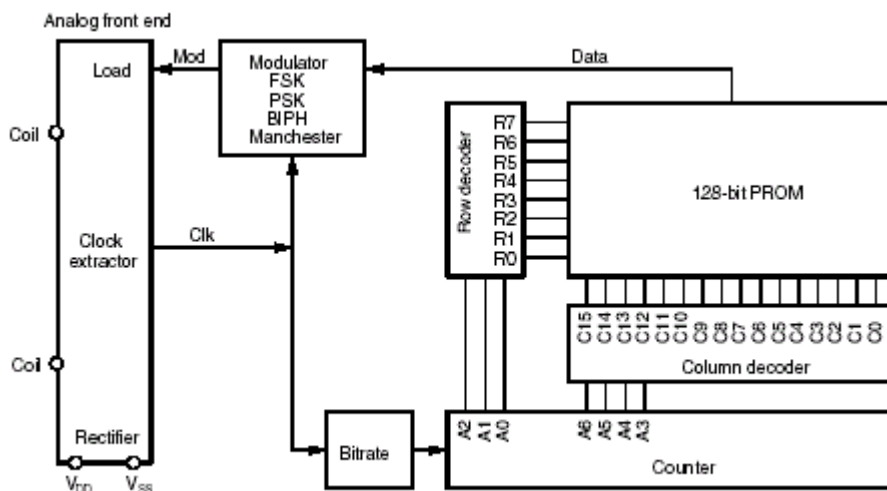 Analog front end
Load
Mod
Modulator
FSK
PSK
BIPH
Manchester
Data
Coil
Row decoder
R7
R6
R5
R4
R3
R2
R1
R0
128-bit PROM
Clock
extractor
Clk
C15 C14 C13 C12 C11 C10 C9 C8 C7 C6 C5 C4 C3 C2 C1 C0
Column decoder
Coil
A2 A1 A0
A6 A5 A4 A3
Rectifier
Bitrate
Counter
VDD VSS